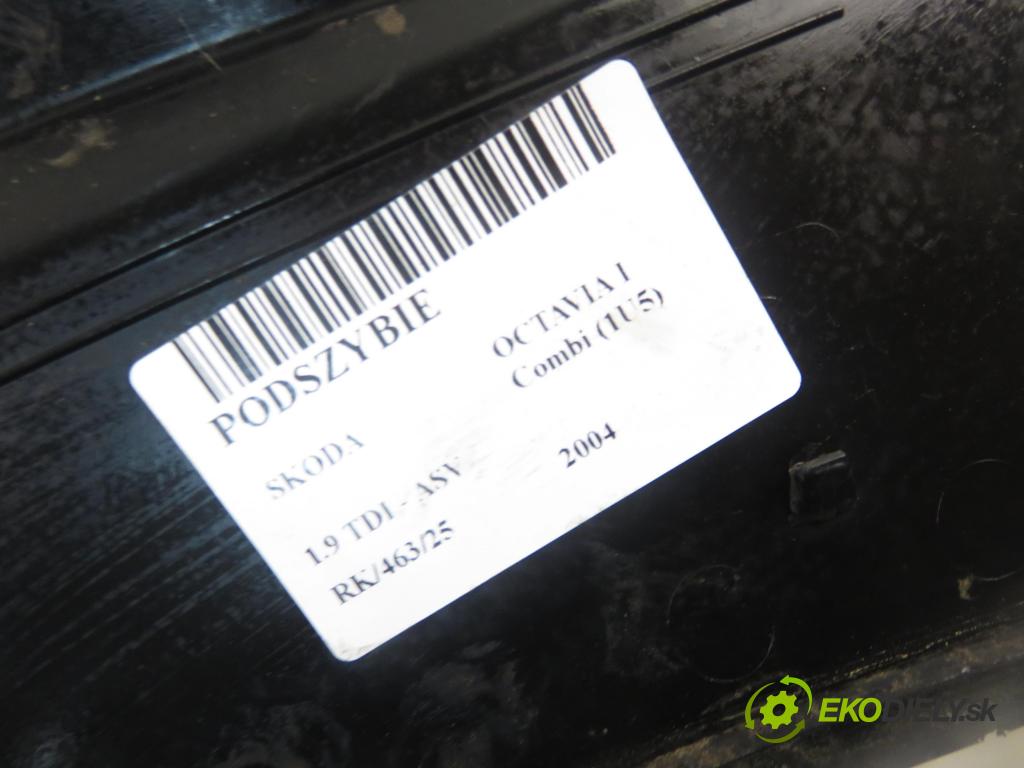 PODSZYBIE
SKODA
OCTAVIA I
Combi (1U5)
1.9 TDI - ASV
2004
RK/463/25
EKODIELY.sk